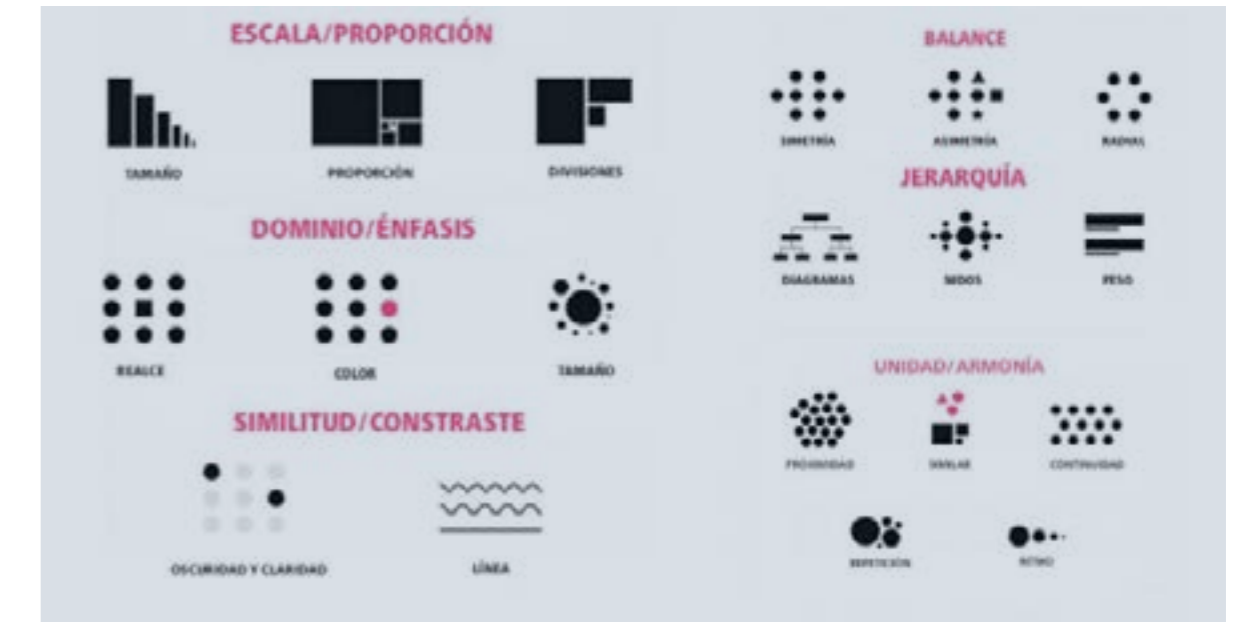 ESCALA/PROPORCIÓN
TAMAÑO
PROPORCIÓN
DIVISIONES
DOMINIO/ÉNFASIS
REALCE
COLOR
TAMAÑO
SIMILITUD/CONSTRASTE
OSCURIDAD Y CLARIDAD
LÍNEA
BALANCE
SIMETRÍA
ASIMETRÍA
RADIAL
JERARQUÍA
DIAGRAMAS
NIDOS
PESO
UNIDAD/ARMONÍA
PROXIMIDAD
SIMILAR
CONTINUIDAD
REPETICIÓN
RITMO